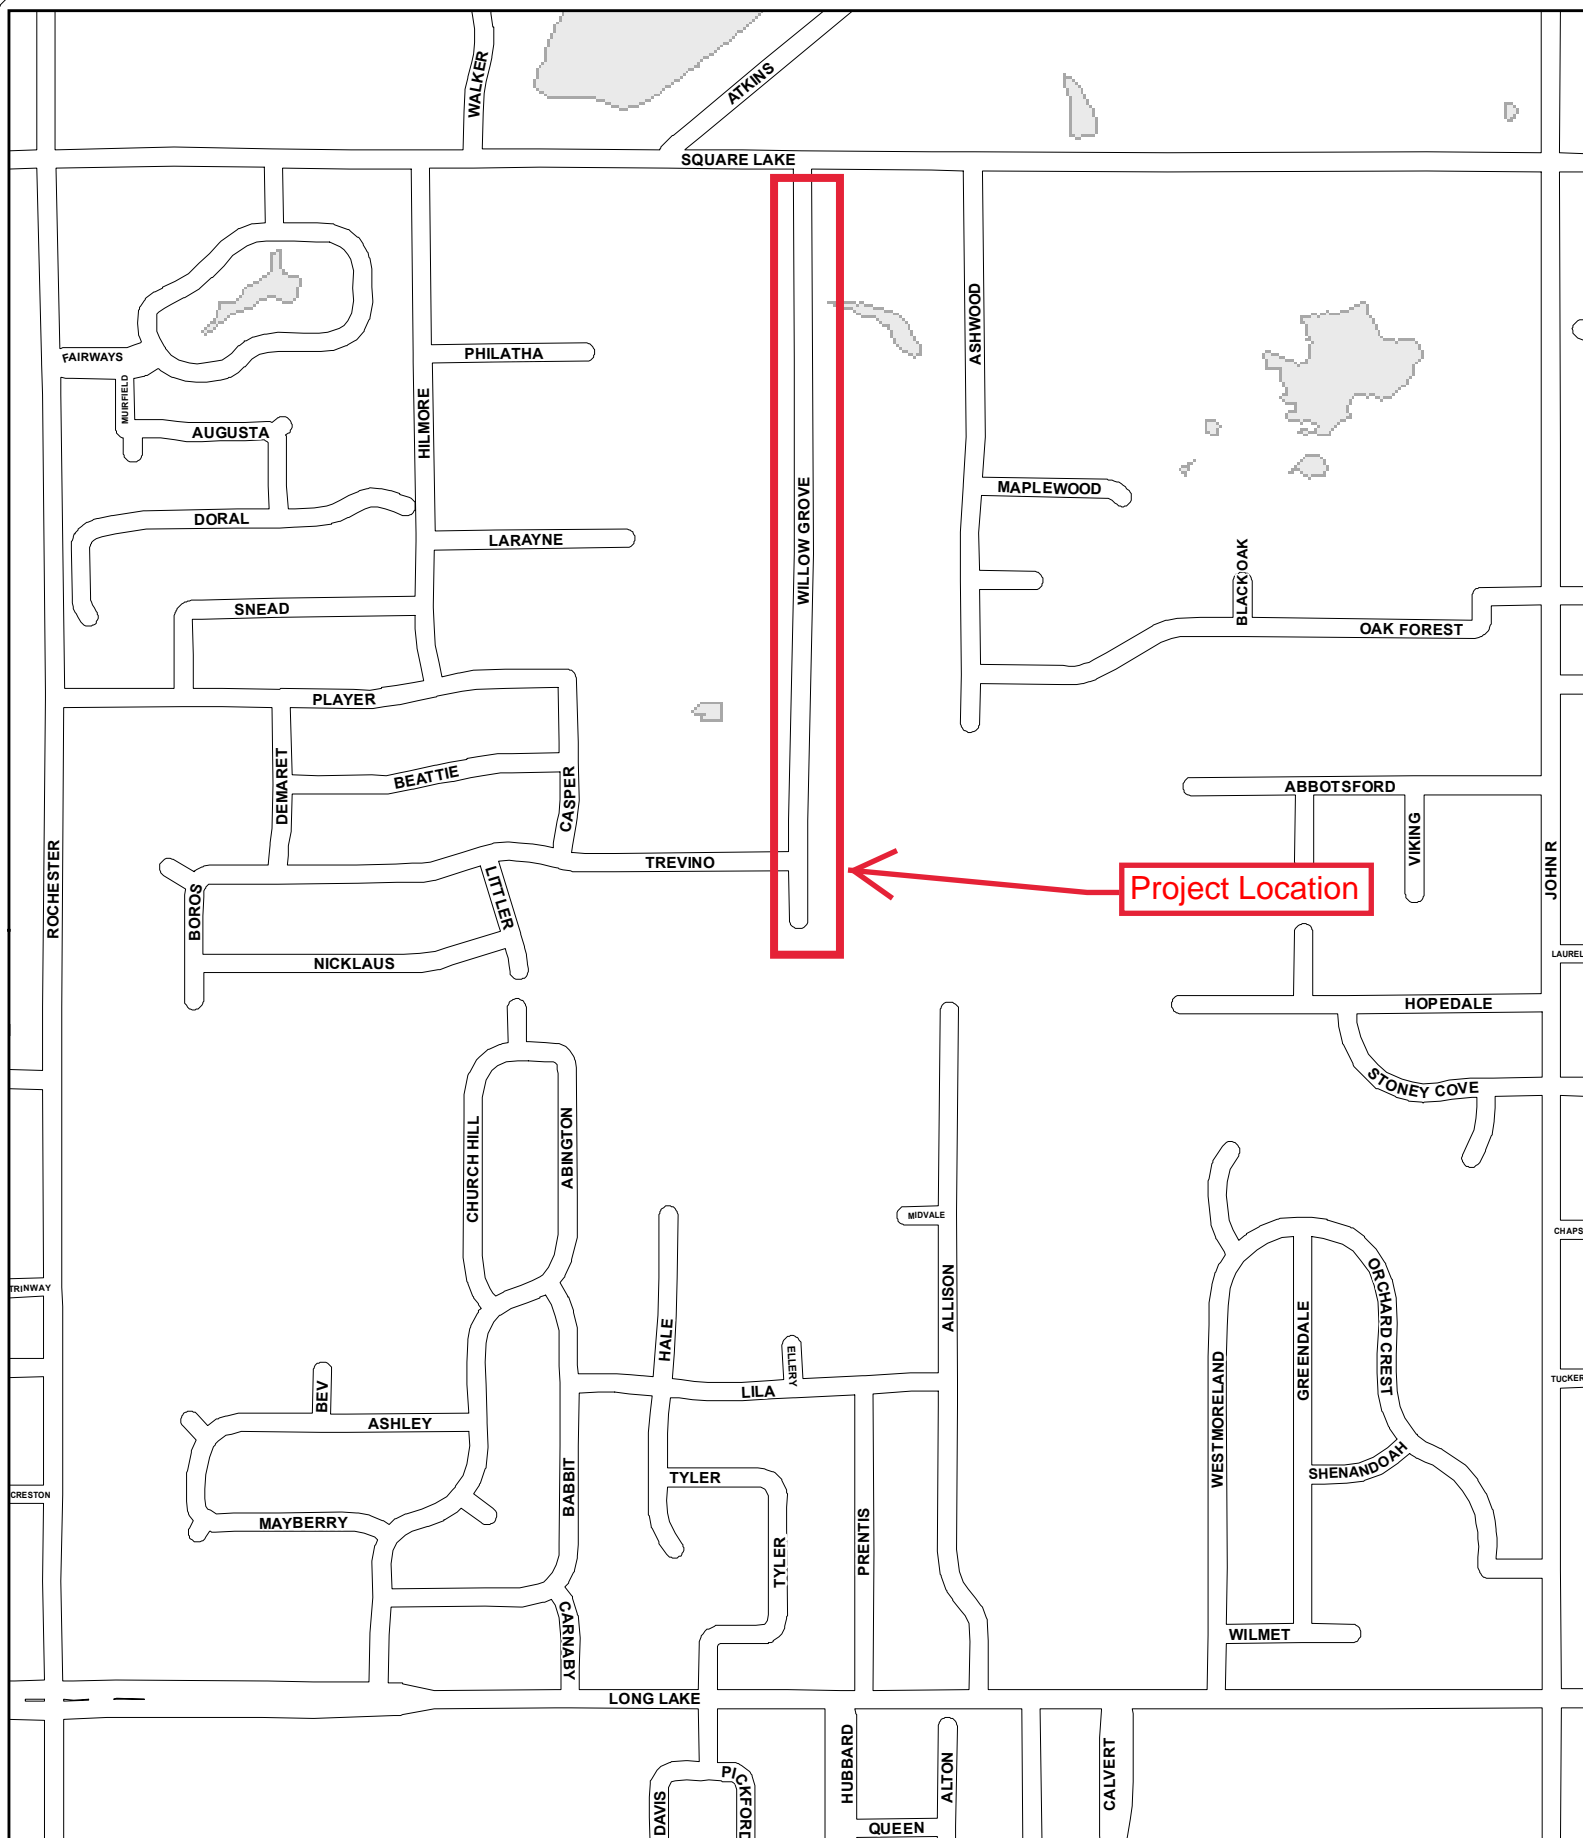 WALKER
ATKINS
SQUARE LAKE
ASHWOOD
FAIRWAYS
PHILATHA
MUIRFIELD
HILMORE
AUGUSTA
MAPLEWOOD
WILLOW GROVE
DORAL
LARAYNE
BLACK OAK
SNEAD
OAK FOREST
PLAYER
DEMARET
BEATTIE
CASPER
ABBOTSFORD
VIKING
ROCHESTER
TREVINO
JOHN R
Project Location
BOROS
LITTLER
NICKLAUS
LAUREL
HOPEDALE
STONEY COVE
CHURCH HILL
ABINGTON
MIDVALE
CHAPS
TRINWAY
ALLISON
ORCHARD CREST
HALE
ELLERY
GREENDALE
WESTMORELAND
BEV
LILA
TUCKER
ASHLEY
BABBIT
TYLER
SHENANDOAH
CRESTON
MAYBERRY
TYLER
PRENTIS
CARNABY
WILMET
LONG LAKE
HUBBARD
ALTON
CALVERT
DAVIS
PICKFORD
QUEEN